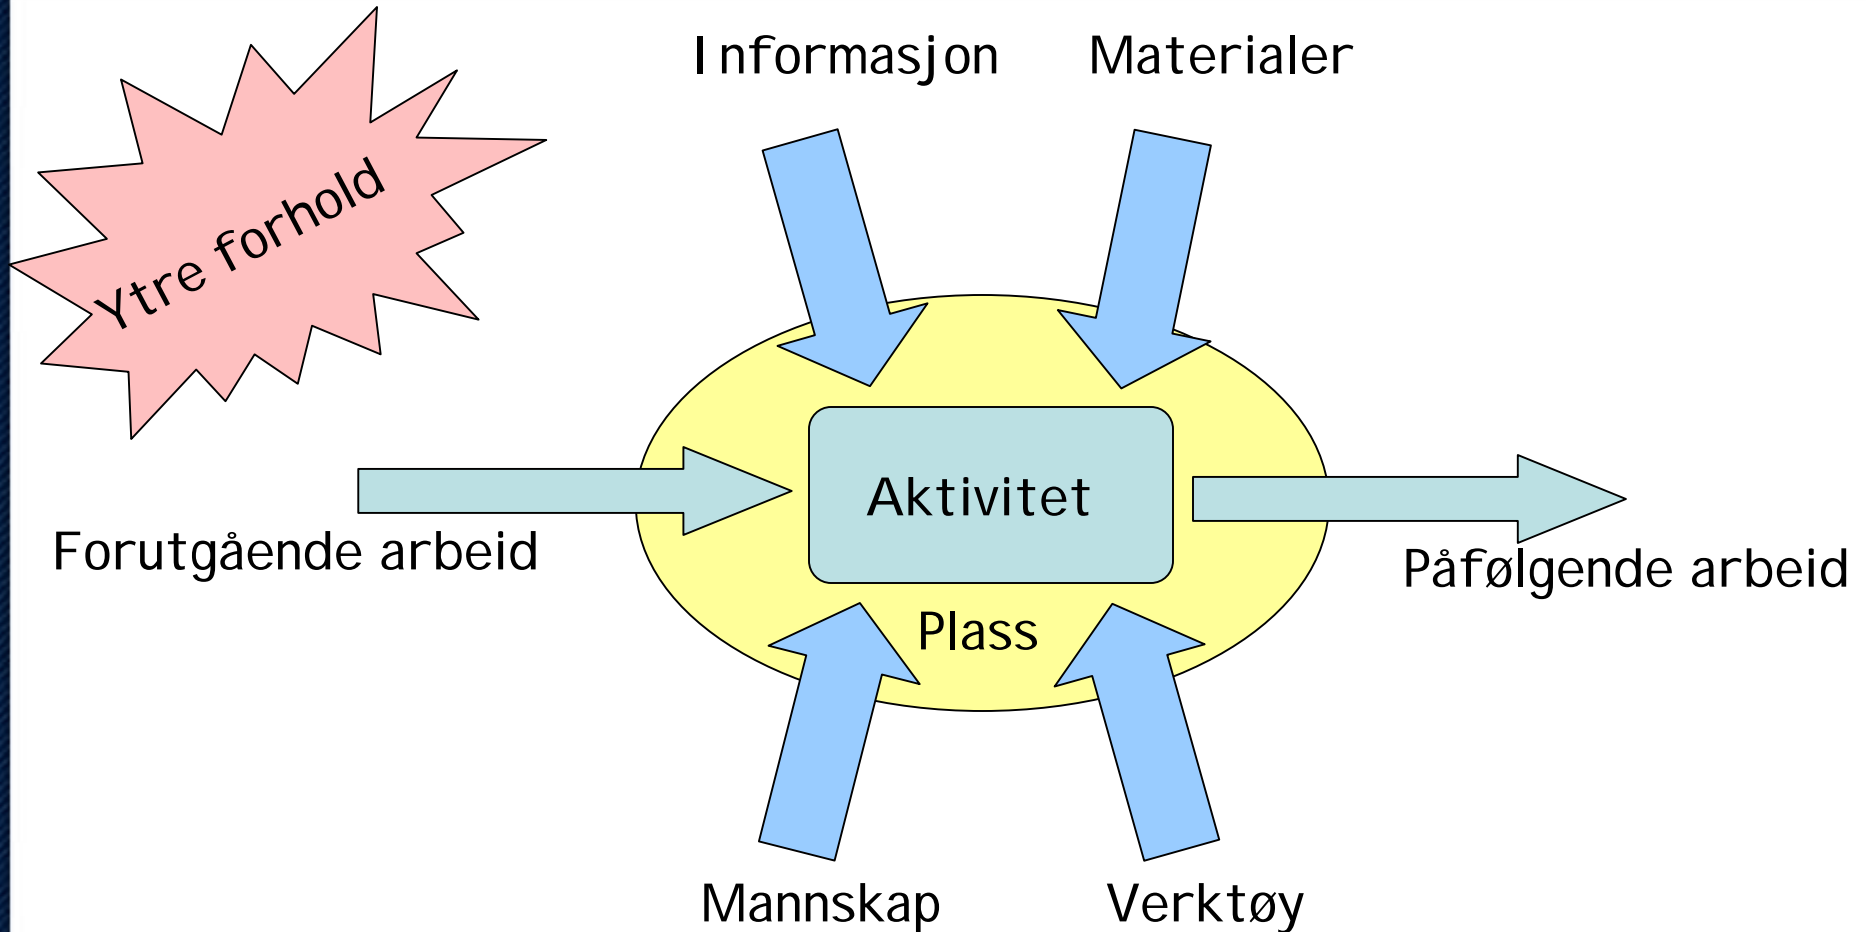 Informasjon
Materialer
Ytre forhold
Aktivitet
Forutgående arbeid
Påfølgende arbeid
Plass
Mannskap
Verktøy